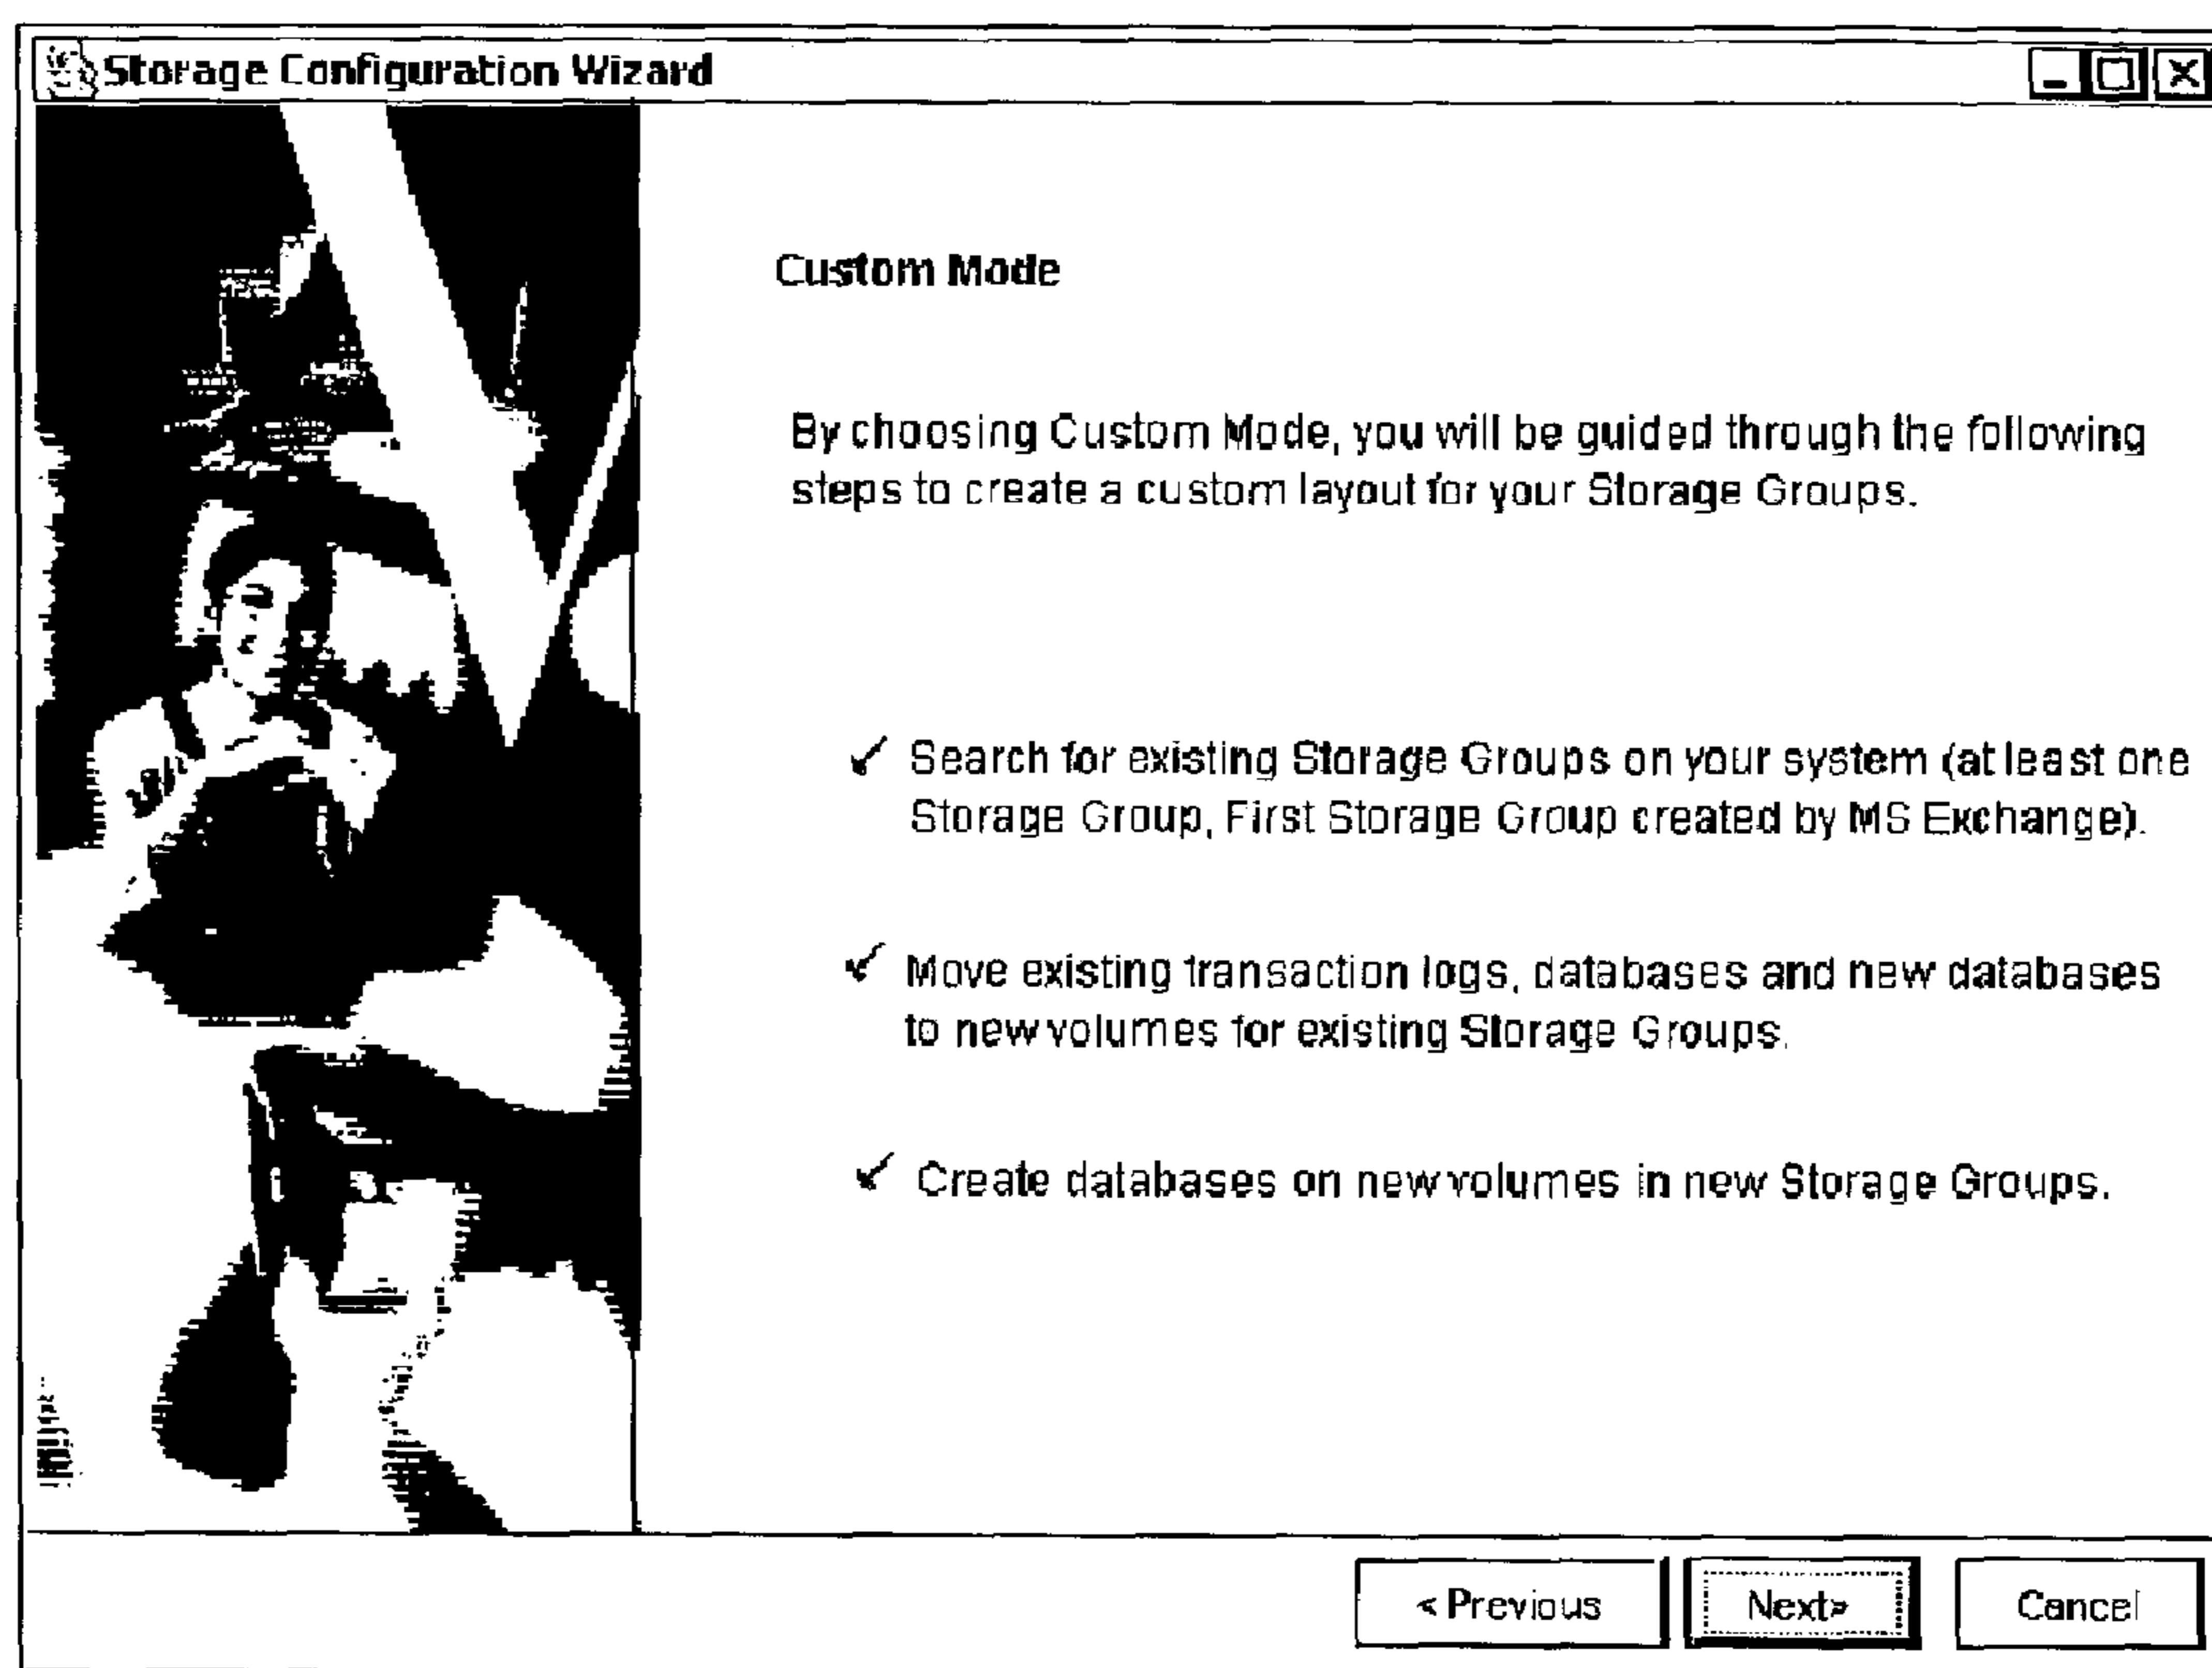 Storage Configuration Wizard
Custom Mode
By choosing Custom Mode, you will be guided through the following
steps to create a custom layout for your Storage Groups.
✓ Search for existing Storage Groups on your system (at least one
Storage Group, First Storage Group created by MS Exchange).
✓ Move existing transaction logs, databases and new databases
to new volumes for existing Storage Groups.
✓ Create databases on new volumes in new Storage Groups.
< Previous Next> Cancel